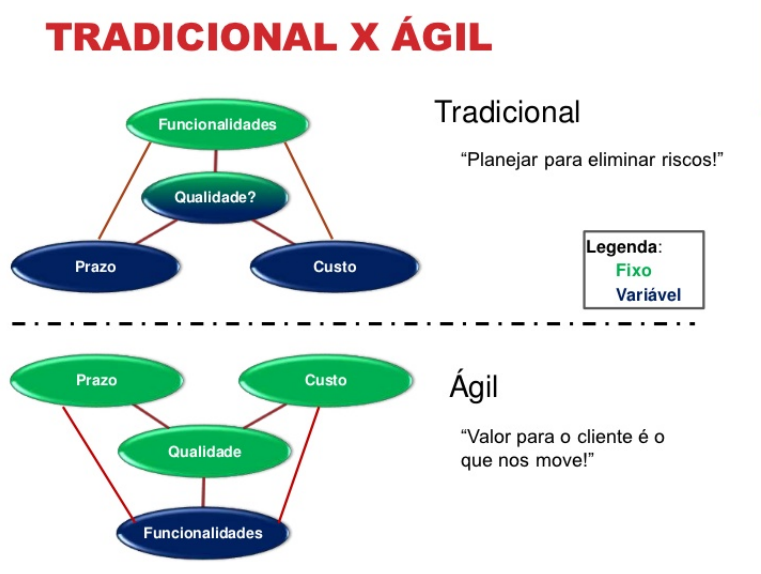 TRADICIONAL X ÁGIL
Tradicional
“Planejar para eliminar riscos!”
Funcionalidades
Qualidade?
Prazo
Custo
Legenda:
Fixo
Variável
Prazo
Custo
Qualidade
Funcionalidades
Ágil
“Valor para o cliente é o
que nos move!”